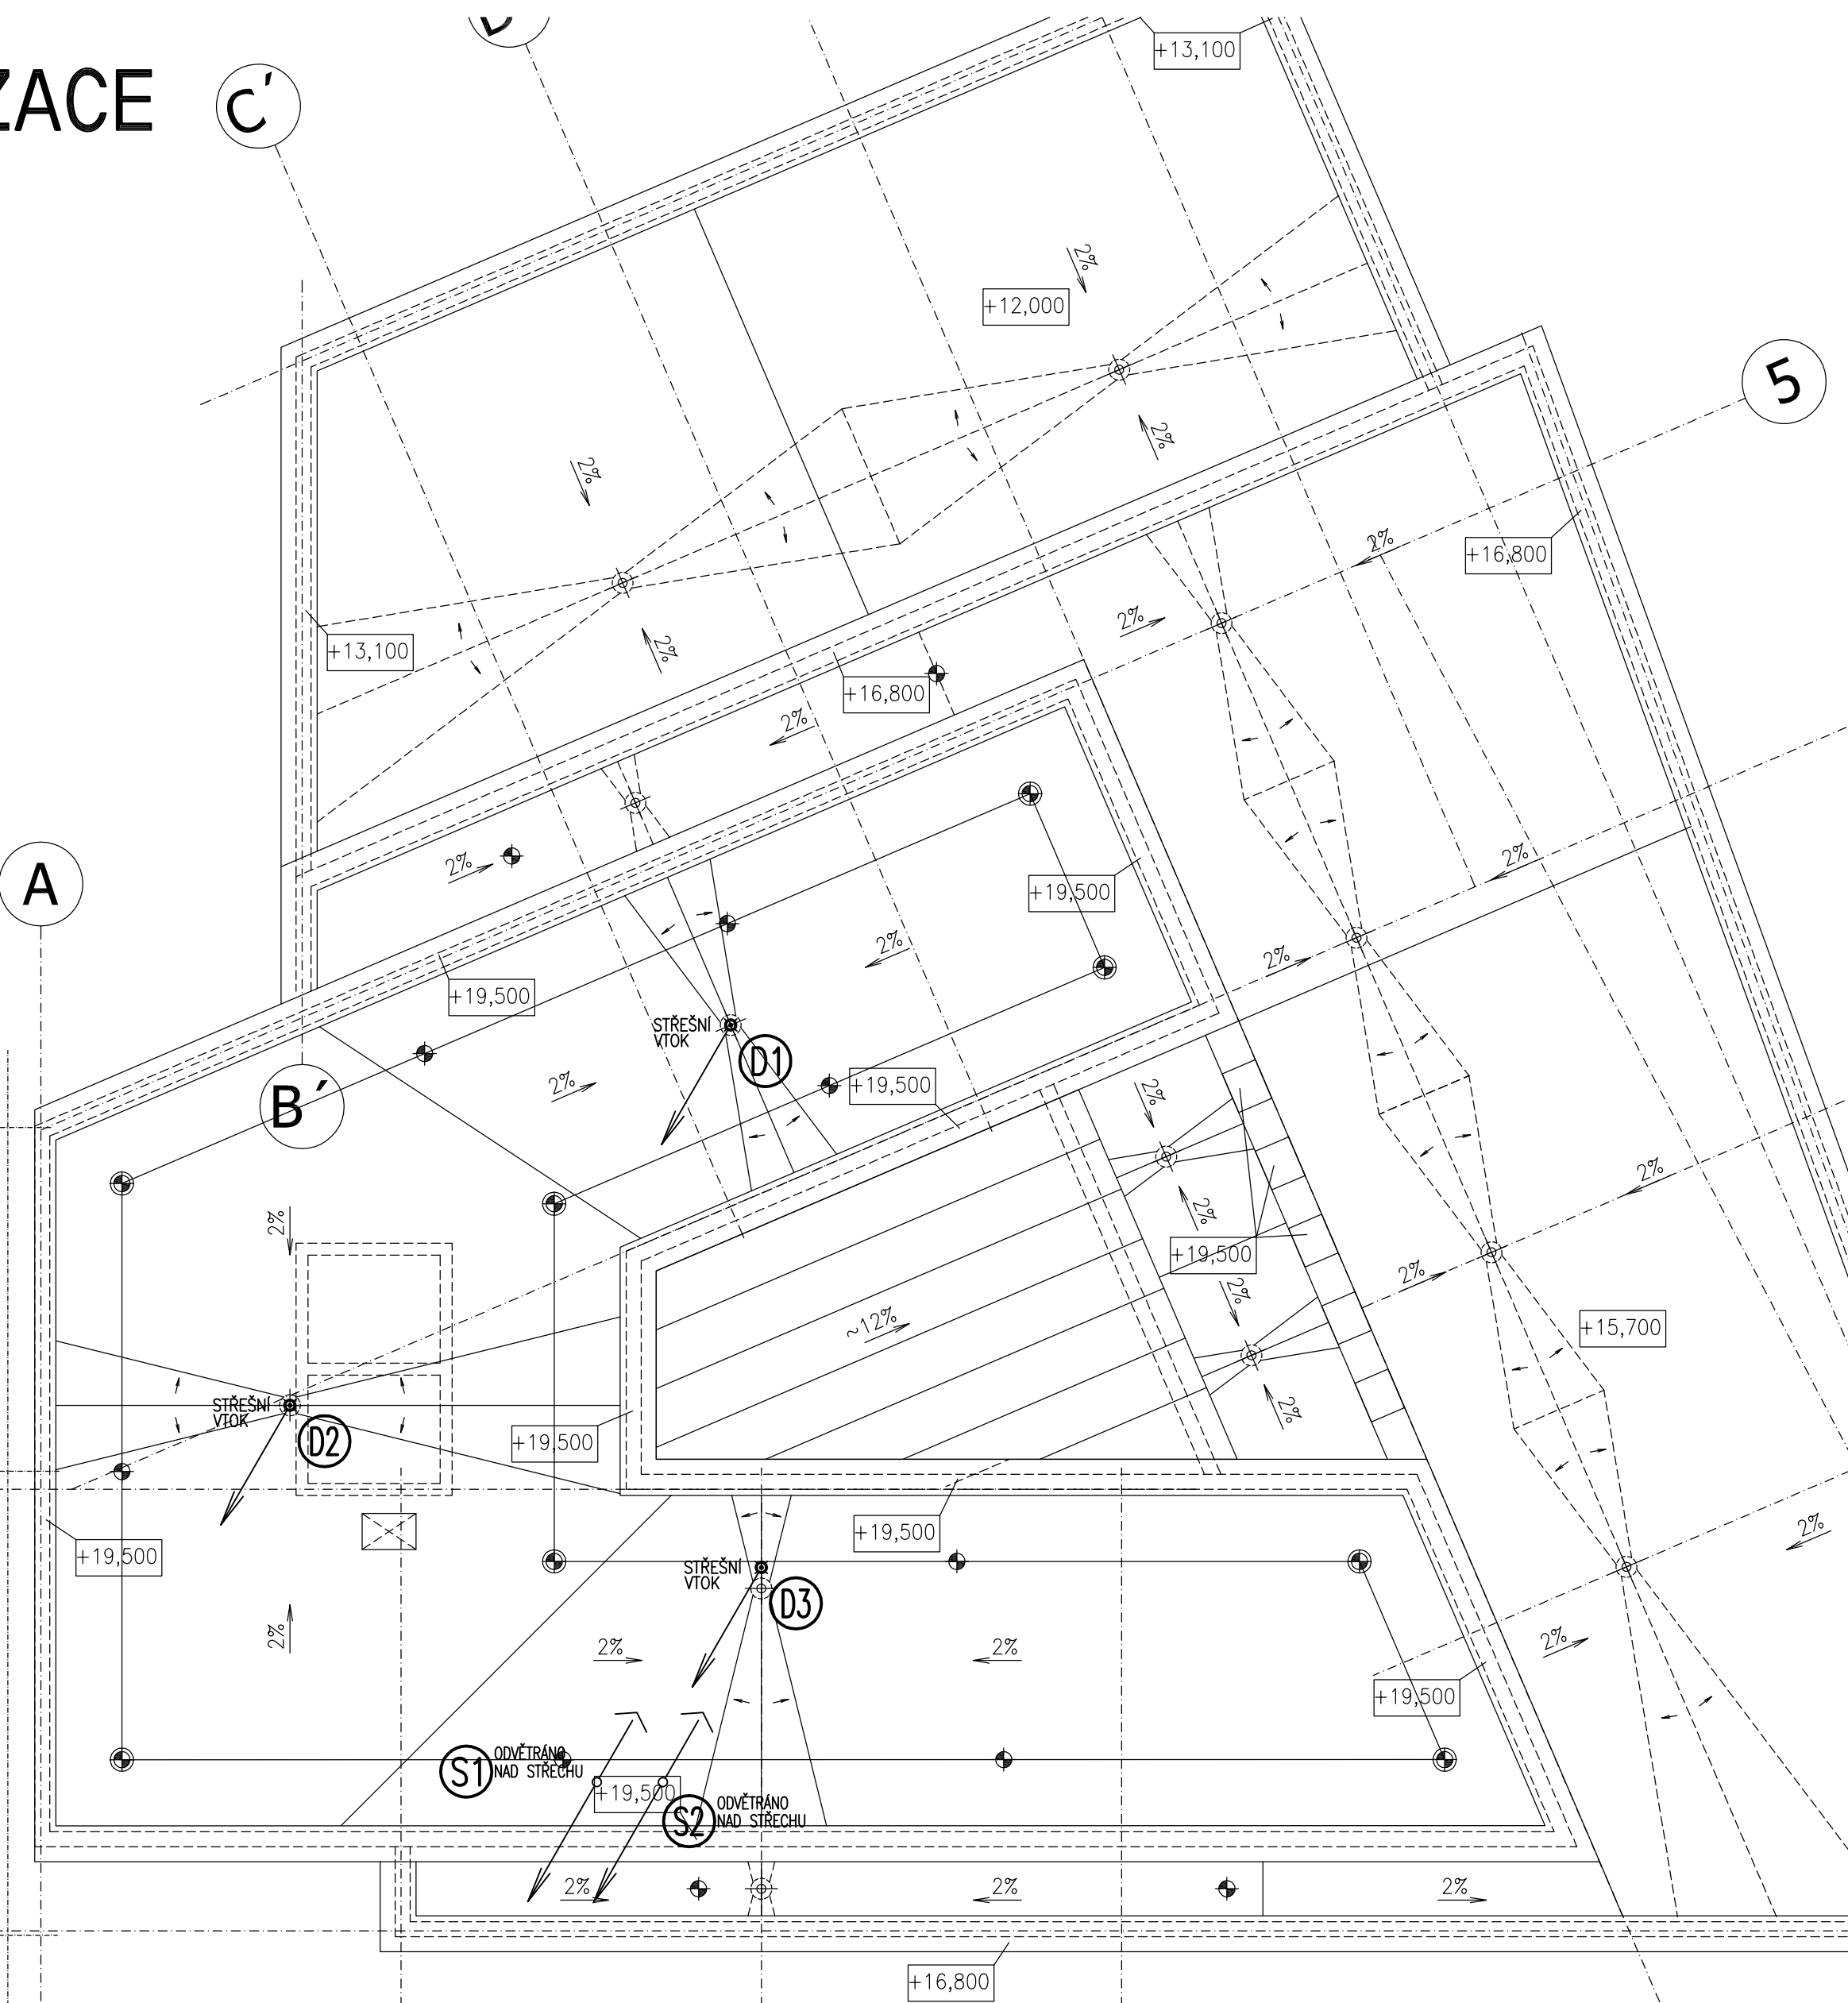 ZACE
C´
+13,100
2%
+12,000
5
2%
2%
2%
+16,800
2%
2%
+13,100
+16,800
2%
2%
2%
A
+19,500
2%
2%
+19,500
STŘEŠNÍ
VTOK
D1
2%
+19,500
B´
2%
2%
2%
2%
2%
+19,500
2%
2%
~12%
+15,700
STŘEŠNÍ
VTOK
D2
2%
+19,500
2%
+19,500
+19,500
STŘEŠNÍ
VTOK
D3
2%
2%
2%
2%
+19,500
S1
ODVĚTRÁNO
NAD STŘECHU
+19,500
S2
ODVĚTRÁNO
NAD STŘECHU
2%
2%
2%
+16,800